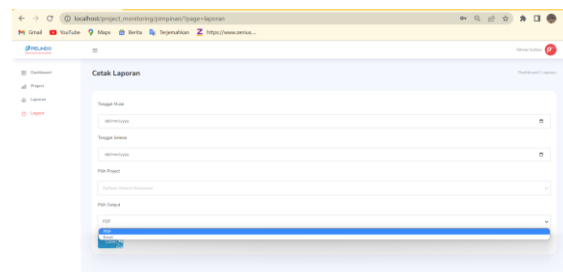 localhost/project_monitoring/pimpinan/?page=laporan
Gmail YouTube Maps Berita Terjemahkan https://www.zenius...
PELINDO
Dashboard
Project
Laporan
Logout
Cetak Laporan
Dashboard / Laporan
Tanggal Mulai
dd/mm/yyyy
Tanggal Selesai
dd/mm/yyyy
Pilih Project
Pilih Output
PDF
PDF
Excel